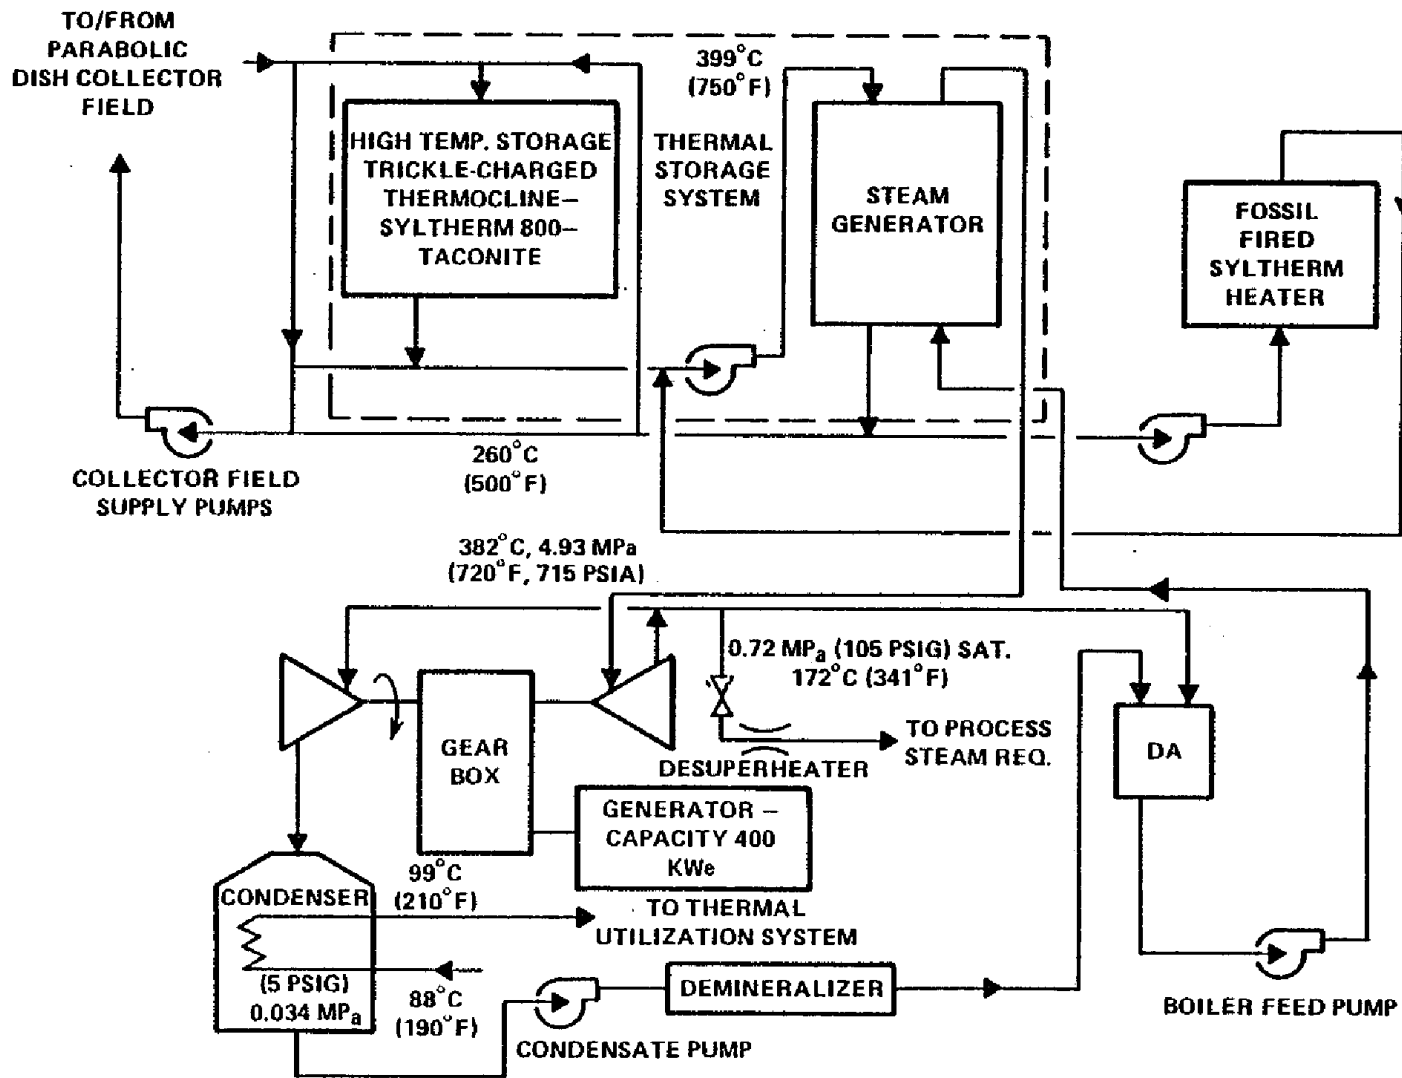 TO/FROM
PARABOLIC
DISH COLLECTOR
FIELD
399°C
(750°F)
HIGH TEMP. STORAGE
TRICKLE-CHARGED
THERMOCLINE—
SYLTHERM 800—
TACONITE
THERMAL
STORAGE
SYSTEM
STEAM
GENERATOR
FOSSIL
FIRED
SYLTHERM
HEATER
COLLECTOR FIELD
SUPPLY PUMPS
260°C
(500°F)
382°C, 4.93 MPa
(720°F, 715 PSIA)
0.72 MPa (105 PSIG) SAT.
172°C (341°F)
GEAR
BOX
DESUPERHEATER
TO PROCESS
STEAM REQ.
DA
GENERATOR —
CAPACITY 400
KWe
99°C
(210°F)
CONDENSER
TO THERMAL
UTILIZATION SYSTEM
(5 PSIG)
0.034 MPa
88°C
(190°F)
DEMINERALIZER
CONDENSATE PUMP
BOILER FEED PUMP